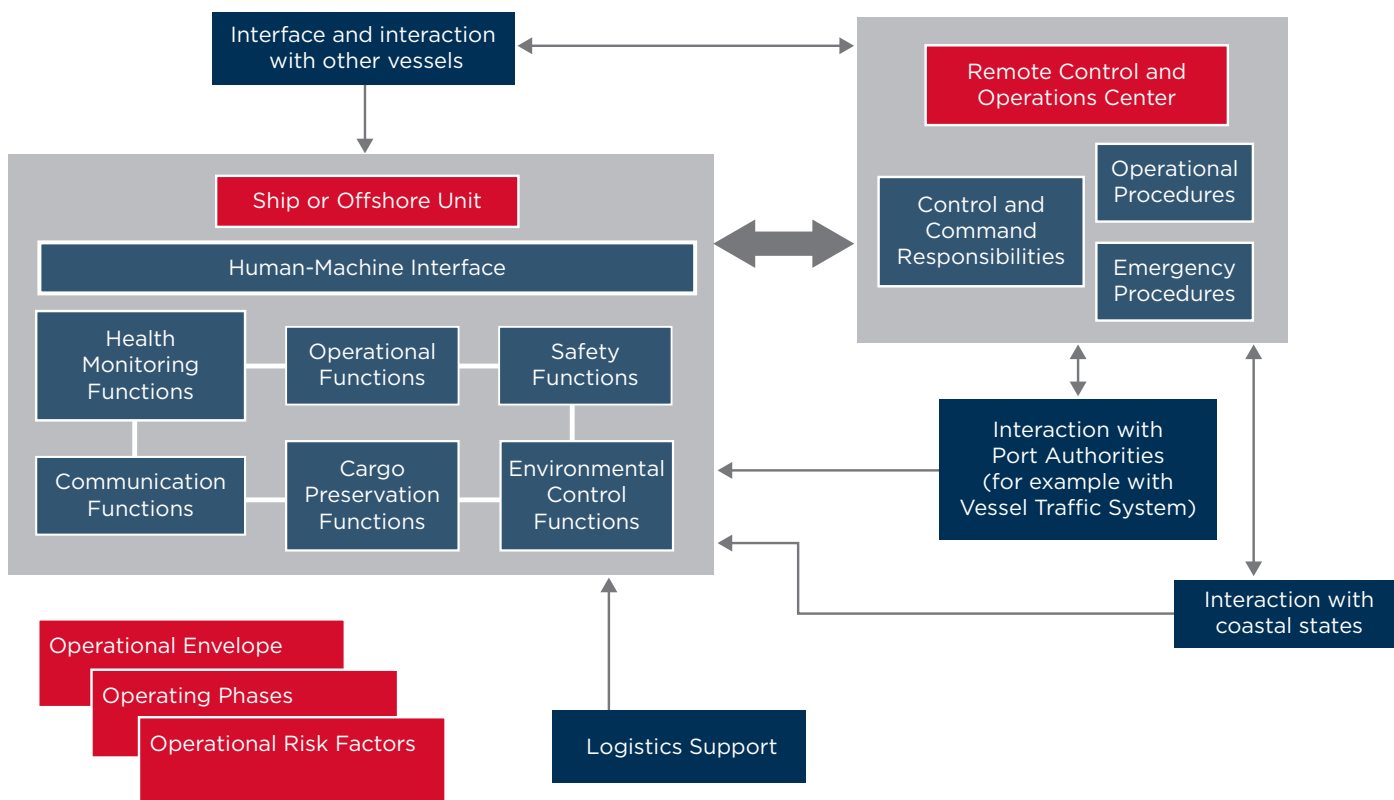 Interface and interaction
with other vessels
Remote Control and
Operations Center
Operational
Procedures
Control and
Command
Responsibilities
Emergency
Procedures
Ship or Offshore Unit
Human-Machine Interface
Health
Monitoring
Functions
Operational
Functions
Safety
Functions
Communication
Functions
Cargo
Preservation
Functions
Environmental
Control
Functions
Interaction with
Port Authorities
(for example with
Vessel Traffic System)
Interaction with
coastal states
Operational Envelope
Operating Phases
Operational Risk Factors
Logistics Support